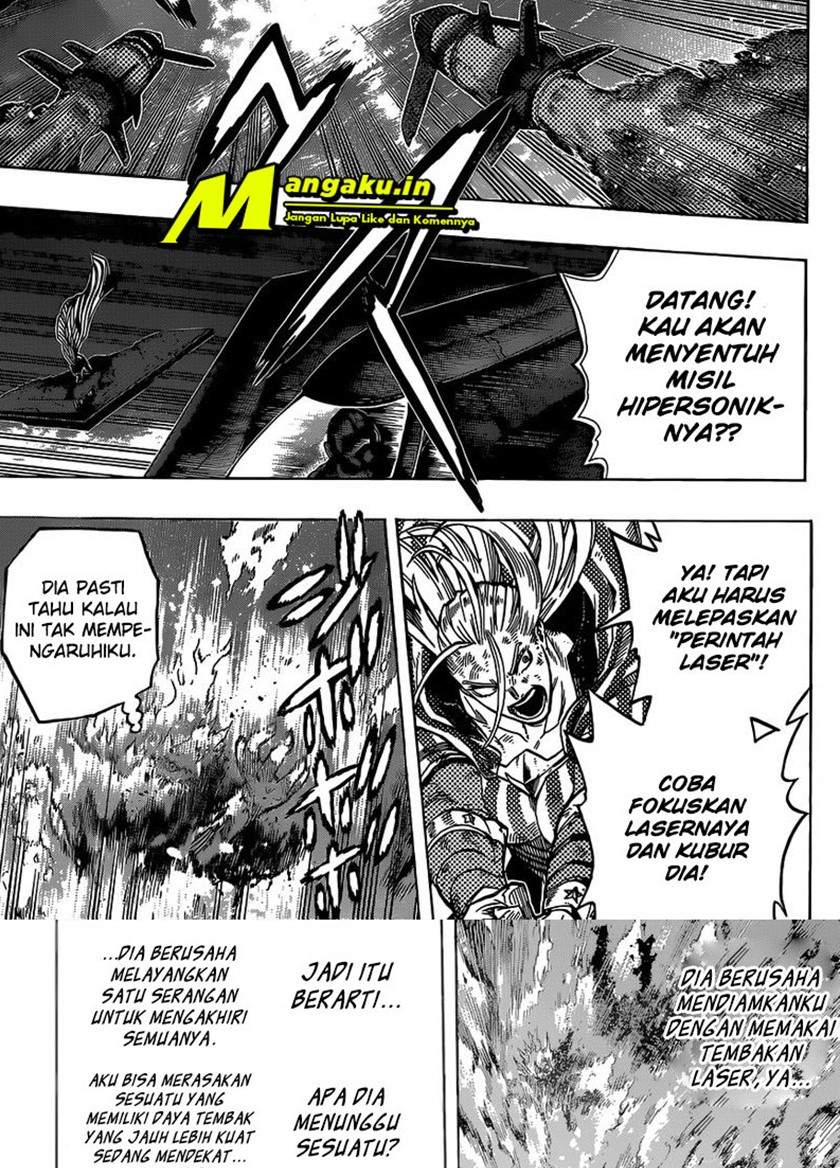 Mangaku.in
Jangan Lupa Like dan Komennya
DATANG!
KAU AKAN
MENYENTUH
MISIL
HIPERSONIK-
NYA??
YA! TAPI
AKU HARUS
MELEPASKAN
"PERINTAH
LASER"!
COBA
FOKUSKAN
LASERNAYA
DAN KUBUR
DIA!
DIA PASTI
TAHU KALAU
INI TAK MEMPE-
NGARUHIKU.
DIA BERUSAHA
MENDIAMKANKU
DENGAN MEMAKAI
TEMBAKAN
LASER, YA...
JADI ITU
BERARTI...
APA DIA
MENUNGGU
SESUATU?
...DIA BERUSAHA
MELAYANGKAN
SATU SERANGAN
UNTUK MENGAKHIRI
SEMUANYA.
AKU BISA MERASAKAN
SESUATU YANG
MEMILIKI DAYA TEMBAK
YANG JAUH LEBIH KUAT
SEDANG MENDEKAT...